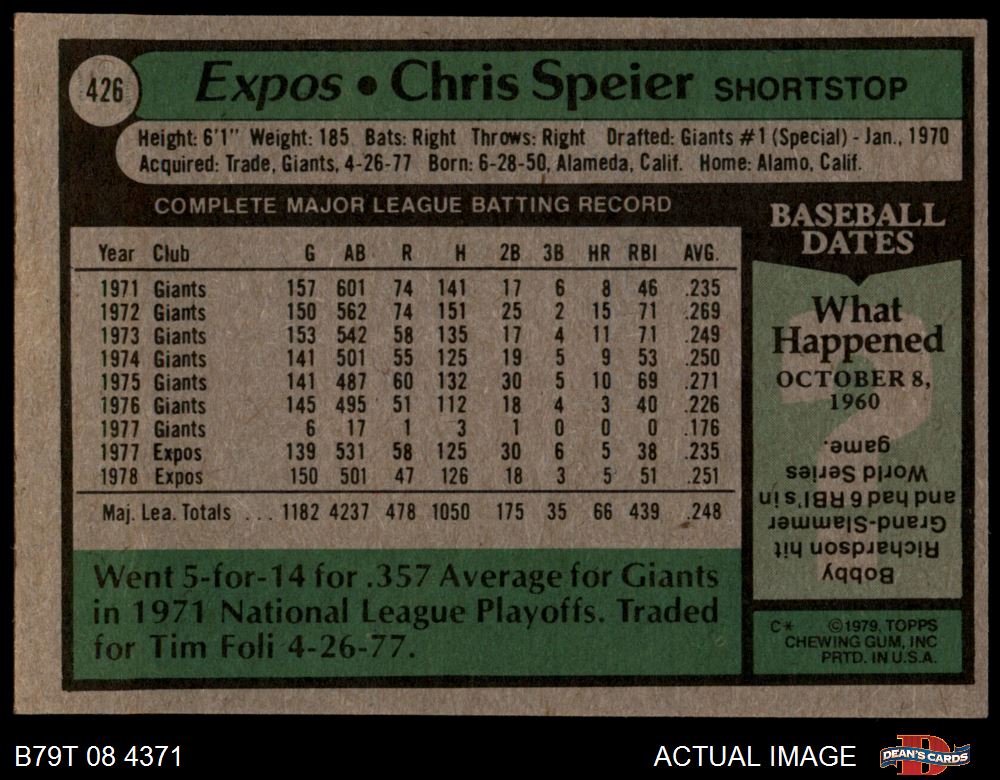 426
Expos • Chris Speier SHORTSTOP
Height: 6'1" Weight: 185 Bats: Right Throws: Right Drafted: Giants #1 (Special) - Jan., 1970
Acquired: Trade, Giants, 4-26-77 Born: 6-28-50, Alameda, Calif. Home: Alamo, Calif.
COMPLETE MAJOR LEAGUE BATTING RECORD
Year Club G AB R H 2B 3B HR RBI AVG.
1971 Giants 157 601 74 141 17 6 8 46 .235
1972 Giants 150 562 74 151 25 2 15 71 .269
1973 Giants 153 542 58 135 17 4 11 71 .249
1974 Giants 141 501 55 125 19 5 9 53 .250
1975 Giants 141 487 60 132 30 5 10 69 .271
1976 Giants 145 495 51 112 18 4 3 40 .226
1977 Giants 6 17 1 3 1 0 0 0 .176
1977 Expos 139 531 58 125 30 6 5 38 .235
1978 Expos 150 501 47 126 18 3 5 51 .251
Maj. Lea. Totals ... 1182 4237 478 1050 175 35 66 439 .248
Went 5-for-14 for .357 Average for Giants
in 1971 National League Playoffs. Traded
for Tim Foli 4-26-77.
BASEBALL
DATES
What
Happened
OCTOBER 8,
1960
Bobby
Richardson hit
Grand-Slammer
and had 6 RBI's in
World Series
game.
C* ©1979, TOPPS
CHEWING GUM, INC
PRTD. IN U.S.A.
B79T 08 4371
ACTUAL IMAGE
DEAN'S CARDS